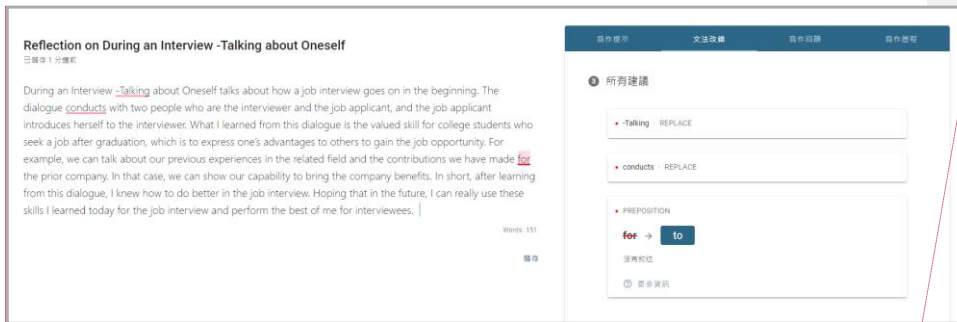 Reflection on During an Interview -Talking about Oneself
已儲存 1 分鐘前
During an Interview -Talking about Oneself talks about how a job interview goes on in the beginning. The
dialogue conducts with two people who are the interviewer and the job applicant, and the job applicant
introduces herself to the interviewer. What I learned from this dialogue is the valued skill for college students who
seek a job after graduation, which is to express one's advantages to others to gain the job opportunity. For
example, we can talk about our previous experiences in the related field and the contributions we have made for
the prior company. In that case, we can show our capability to bring the company benefits. In short, after learning
from this dialogue, I knew how to do better in the job interview. Hoping that in the future, I can really use these
skills I learned today for the job interview and perform the best of me for interviewees.
Words: 151
儲存
寫作提示 文法改錯 寫作回饋 寫作歷程
3 所有建議
-Talking · REPLACE
conducts · REPLACE
PREPOSITION
for → to
更多資訊